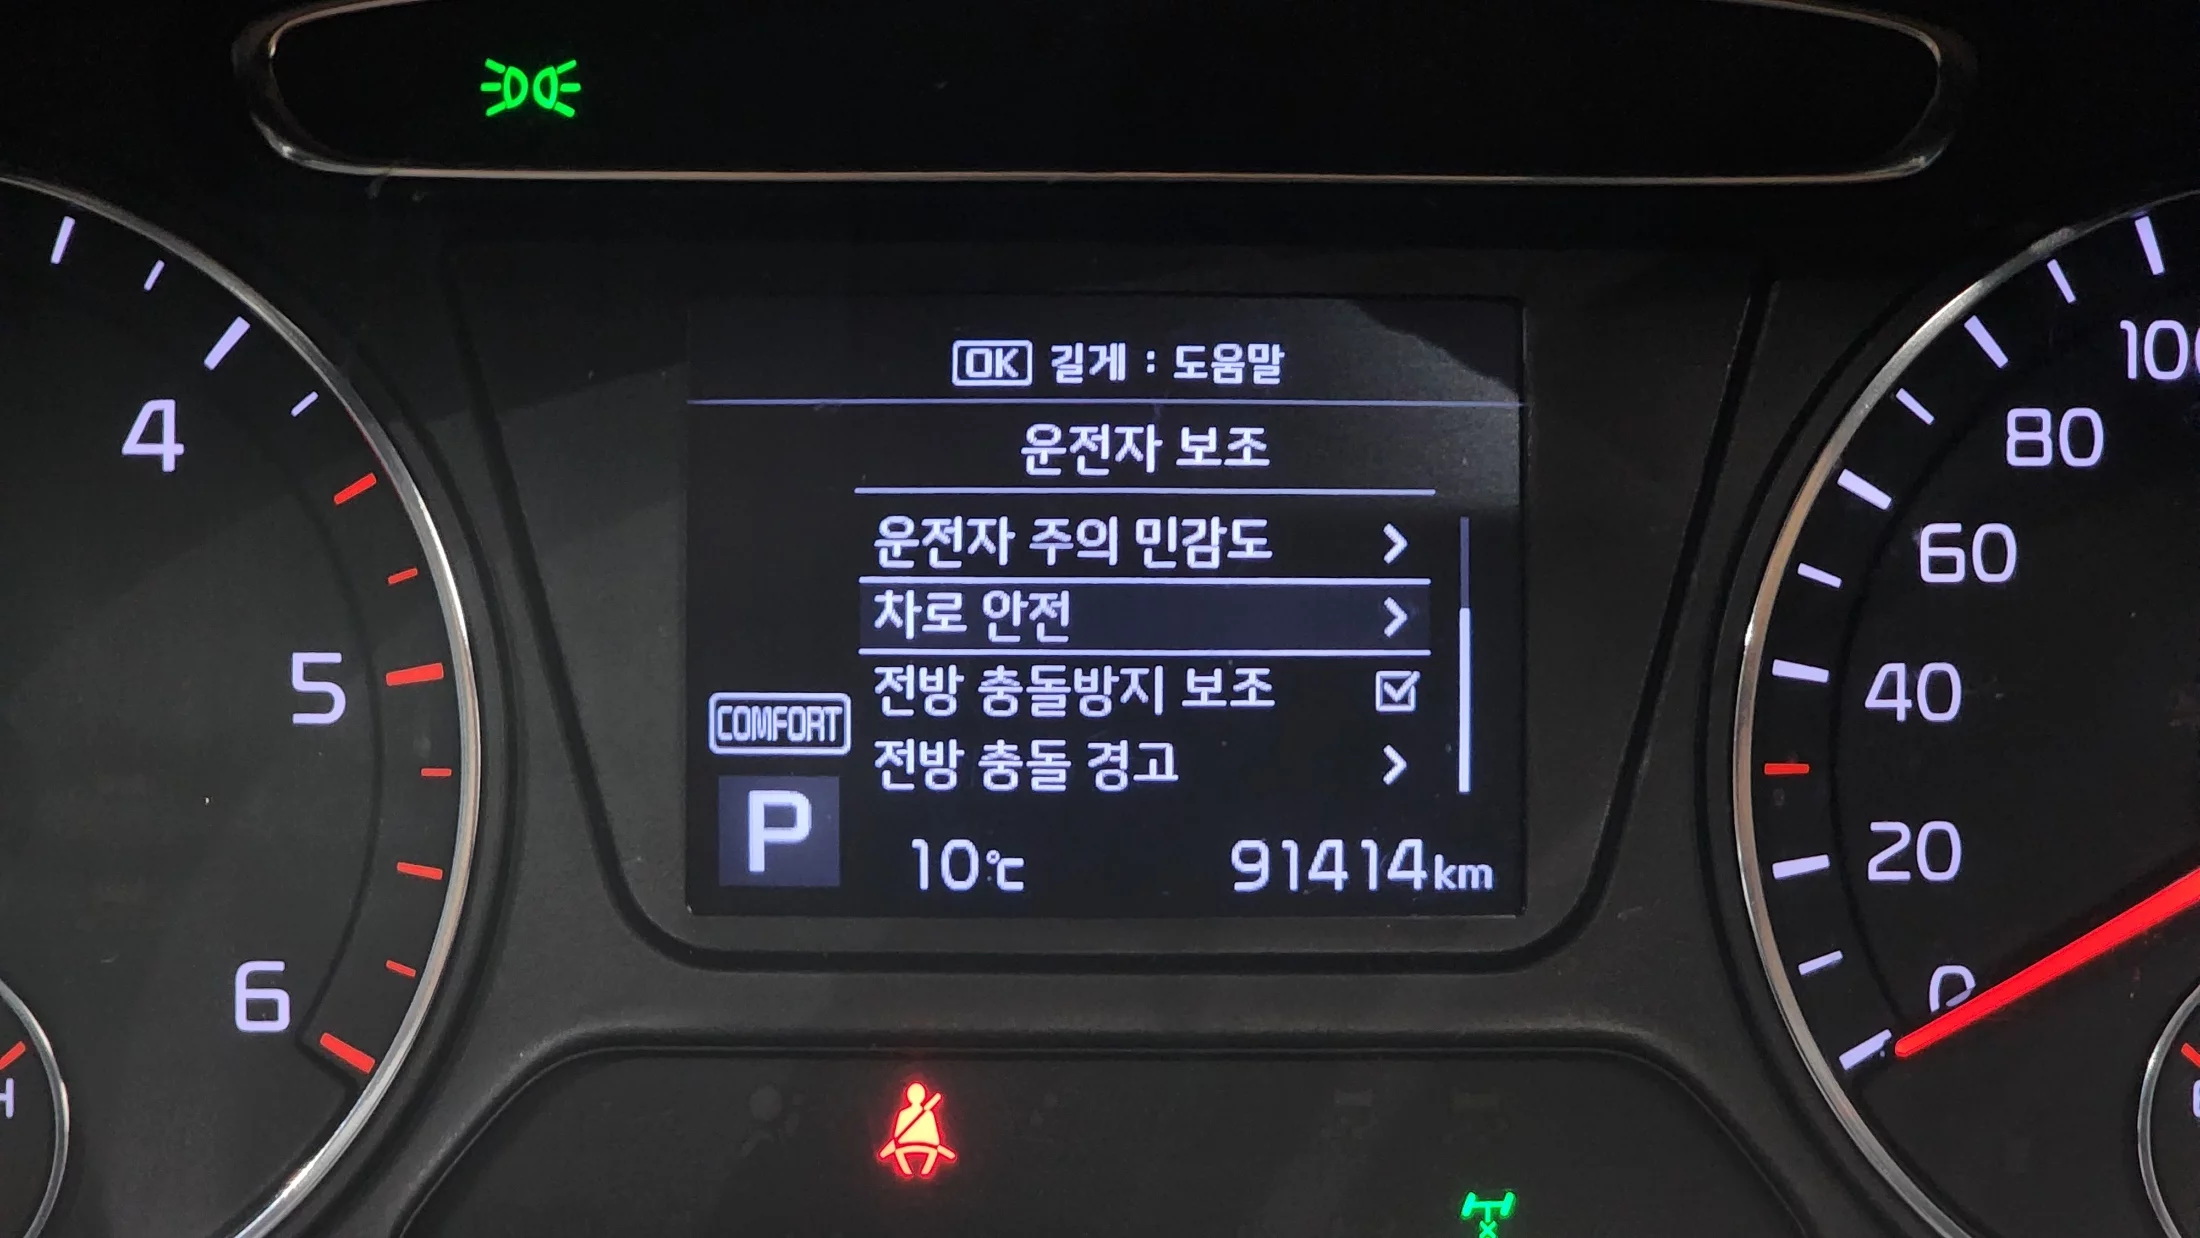 OK 길게 : 도움말
운전자 보조
운전자 주의 민감도
차로 안전
전방 충돌방지 보조
COMFORT
전방 충돌 경고
P
10℃
91414km
4
5
6
H
100
80
60
40
20
0